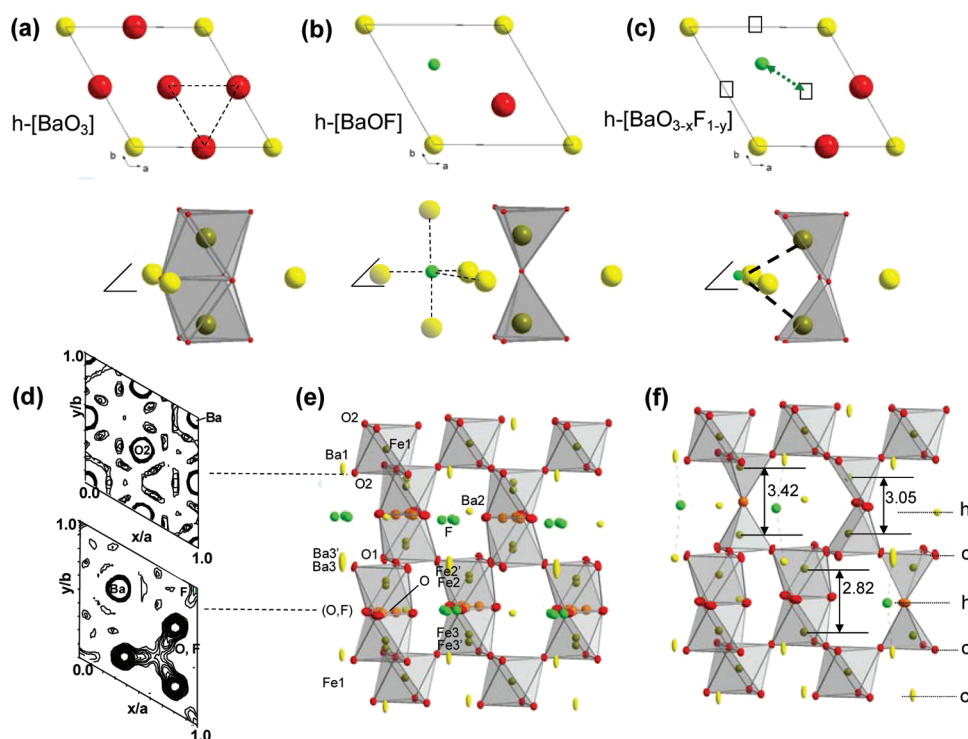 (a)
(b)
(c)
h-[BaO3]
h-[BaOF]
h-[BaO3-xF1-y]
b
a
b
a
b
a
(d)
1.0
y/b
Ba
O2
0.0
x/a
1.0
1.0
y/b
Ba
F
O, F
0.0
x/a
1.0
(e)
O2
Fe1
Ba1
O2
Ba2
F
Ba3'
Ba3
O1
Fe2'
Fe2
O
(O,F)
Fe3
Fe3'
Fe1
(f)
3.42
3.05
h
c
2.82
h
c
c